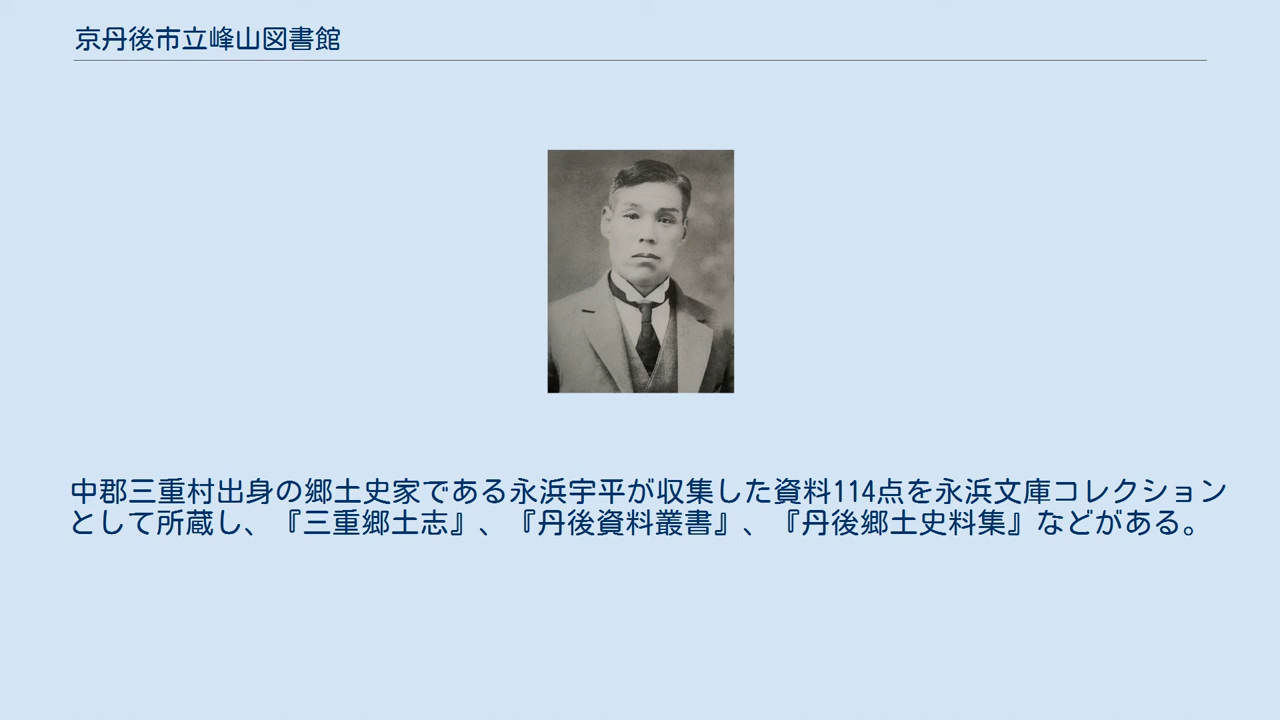 京丹後市立峰山図書館
中郡三重村出身の郷土史家である永浜宇平が収集した資料114点を永浜文庫コレクション
として所蔵し、『三重郷土志』、『丹後資料叢書』、『丹後郷土史料集』などがある。